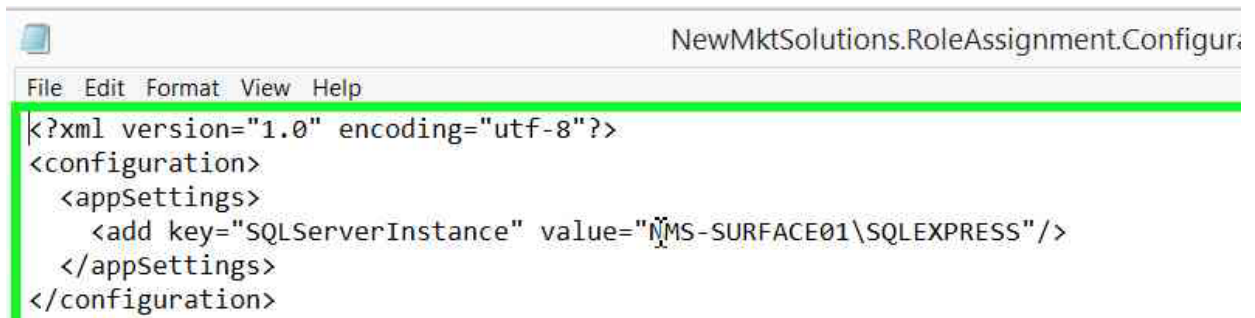 NewMktSolutions.RoleAssignment.Configura
File Edit Format View Help
<?xml version="1.0" encoding="utf-8"?>
<configuration>
  <appSettings>
    <add key="SQLServerInstance" value="NMS-SURFACE01\SQLEXPRESS"/>
  </appSettings>
</configuration>